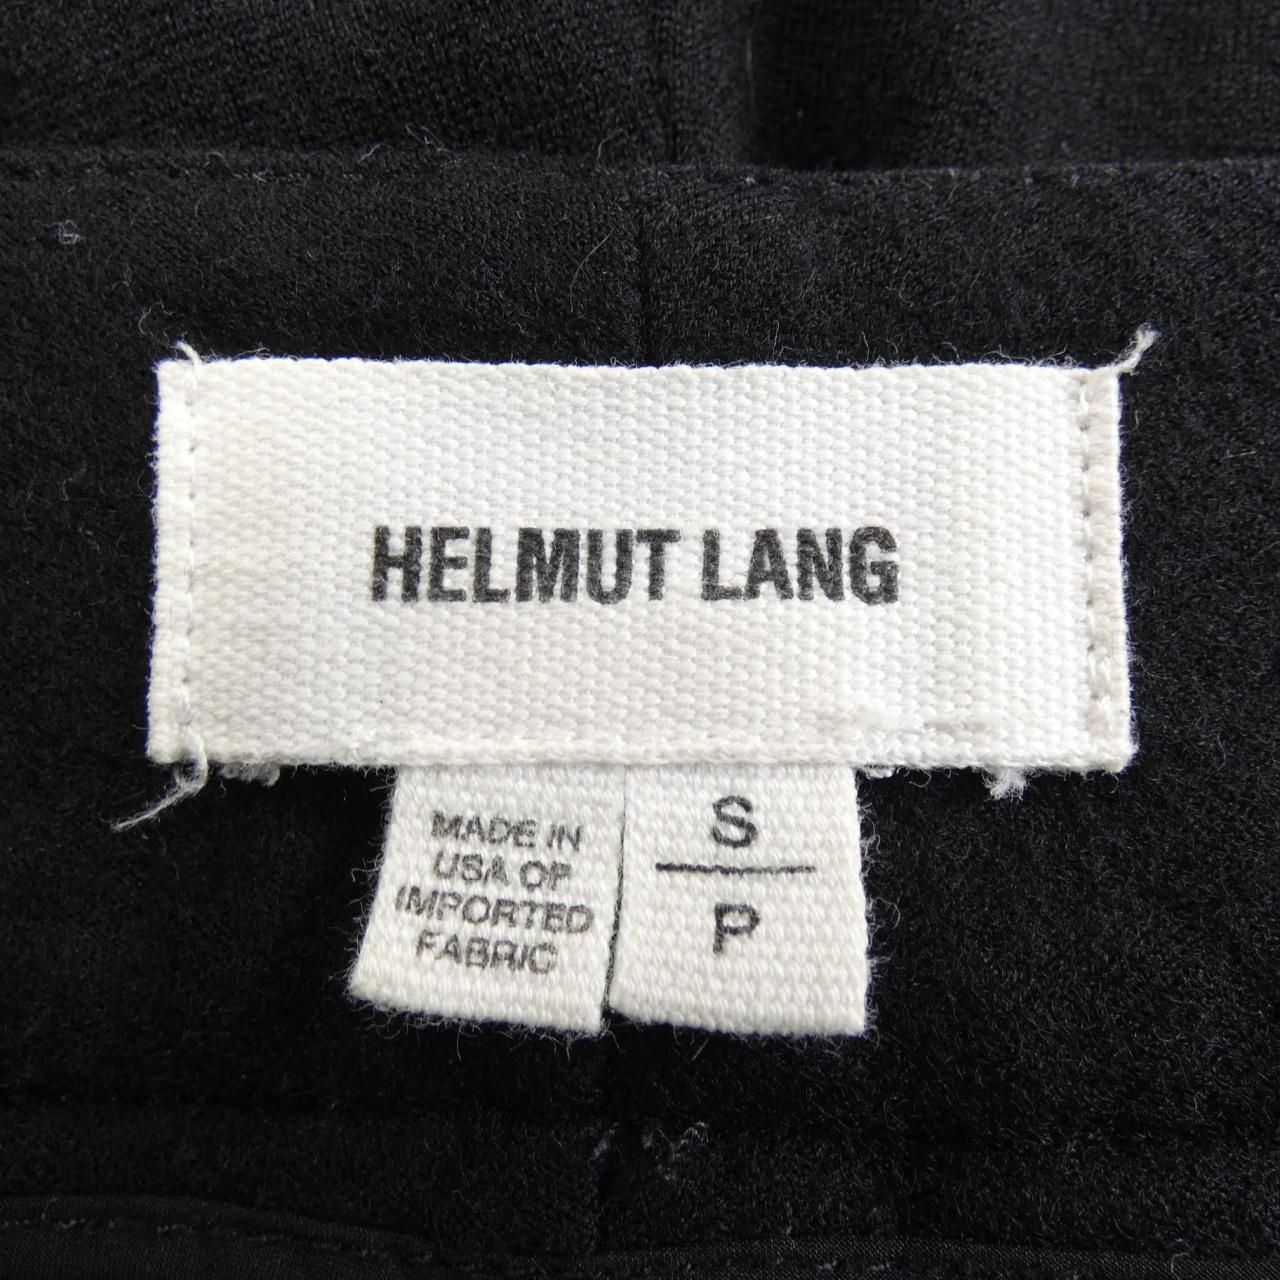 HELMUT LANG
MADE IN
USA OF
IMPORTED
FABRIC
S
P